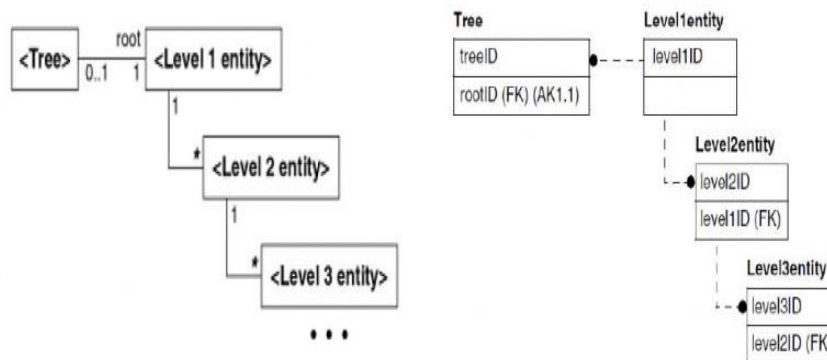 <Tree>
root
0..1
1
<Level 1 entity>
1
*
<Level 2 entity>
1
*
<Level 3 entity>
• • •
Tree
treeID
rootID (FK) (AK1.1)
Level1entity
level1ID
Level2entity
level2ID
level1ID (FK)
Level3entity
level3ID
level2ID (FK